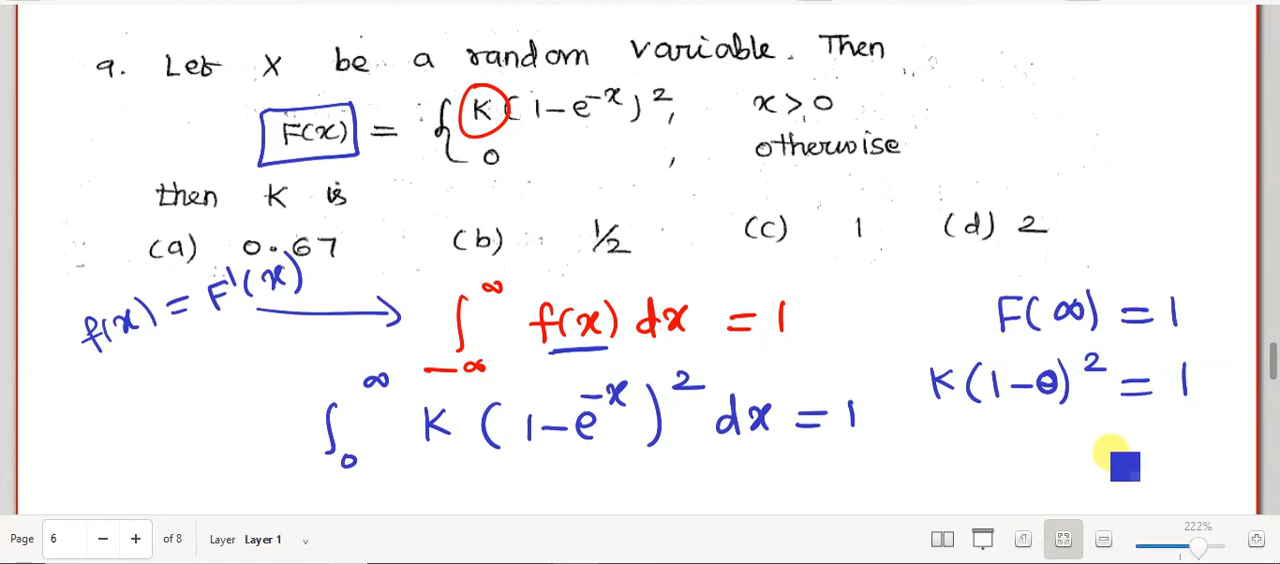 9. Let X be a random variable. Then
F(x) = { K(1-e^{-x})^2, x>0
0, otherwise
then K is
(a) 0.67 (b) 1/2 (c) 1 (d) 2
f(x) = F'(x) → ∫_{-∞}^{∞} f(x) dx = 1
∫_0^∞ K(1-e^{-x})^2 dx = 1
F(∞) = 1
K(1-0)^2 = 1
Page 6 - + of 8 Layer Layer 1 222%